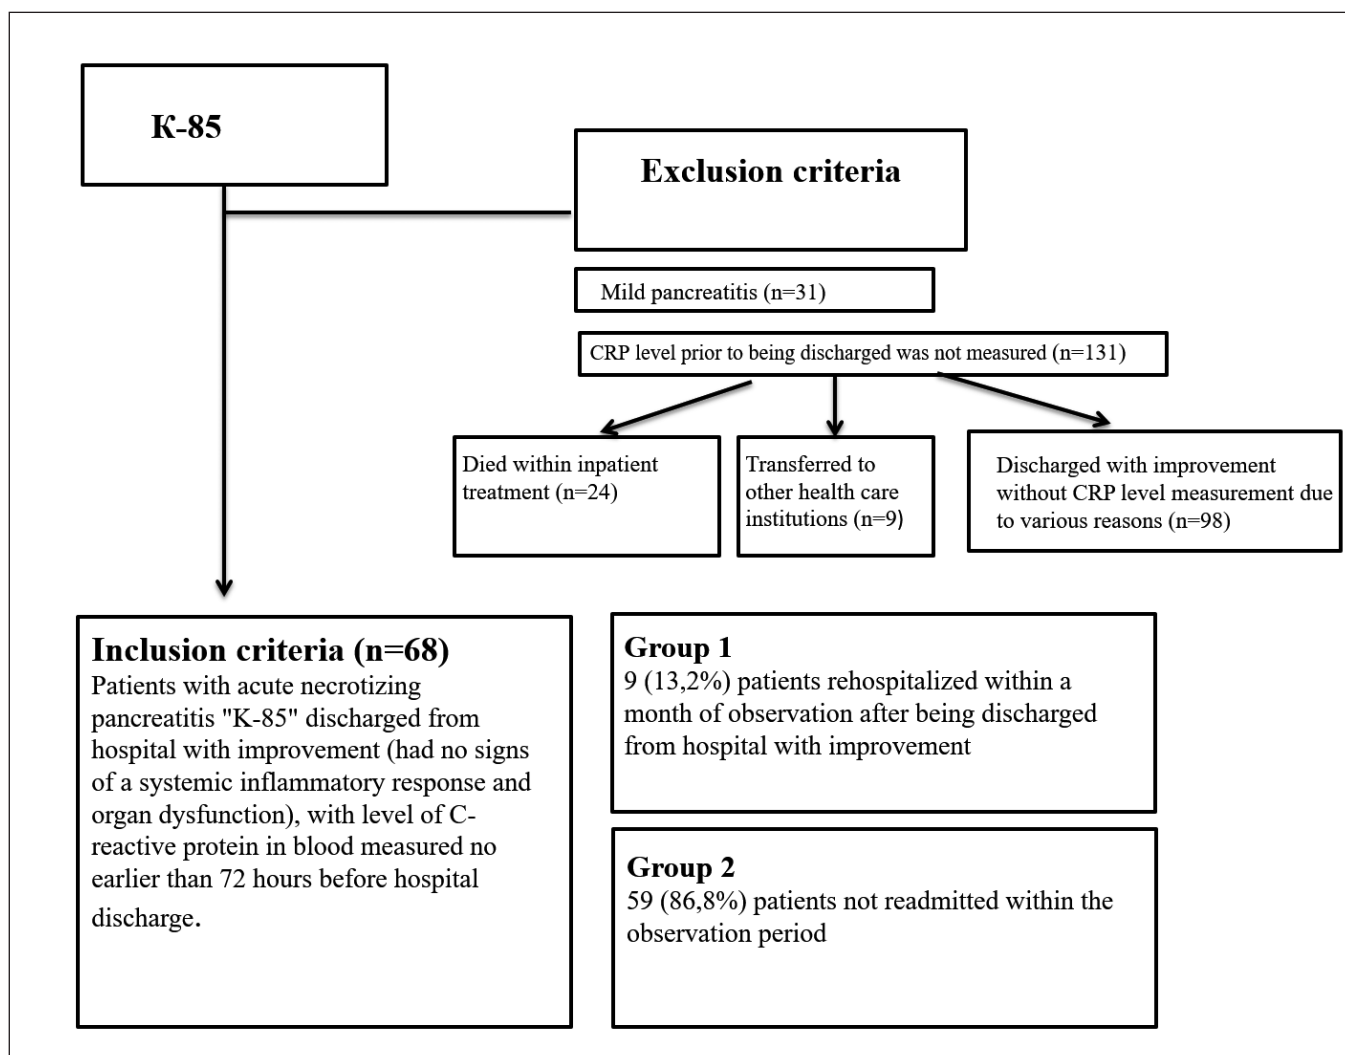 К-85
Exclusion criteria
Mild pancreatitis (n=31)
CRP level prior to being discharged was not measured (n=131)
Died within inpatient
treatment (n=24)
Transferred to
other health care
institutions (n=9)
Discharged with improvement
without CRP level measurement due
to various reasons (n=98)
Inclusion criteria (n=68)
Patients with acute necrotizing
pancreatitis "K-85" discharged from
hospital with improvement (had no signs
of a systemic inflammatory response and
organ dysfunction), with level of C-
reactive protein in blood measured no
earlier than 72 hours before hospital
discharge.
Group 1
9 (13,2%) patients rehospitalized within a
month of observation after being discharged
from hospital with improvement
Group 2
59 (86,8%) patients not readmitted within the
observation period